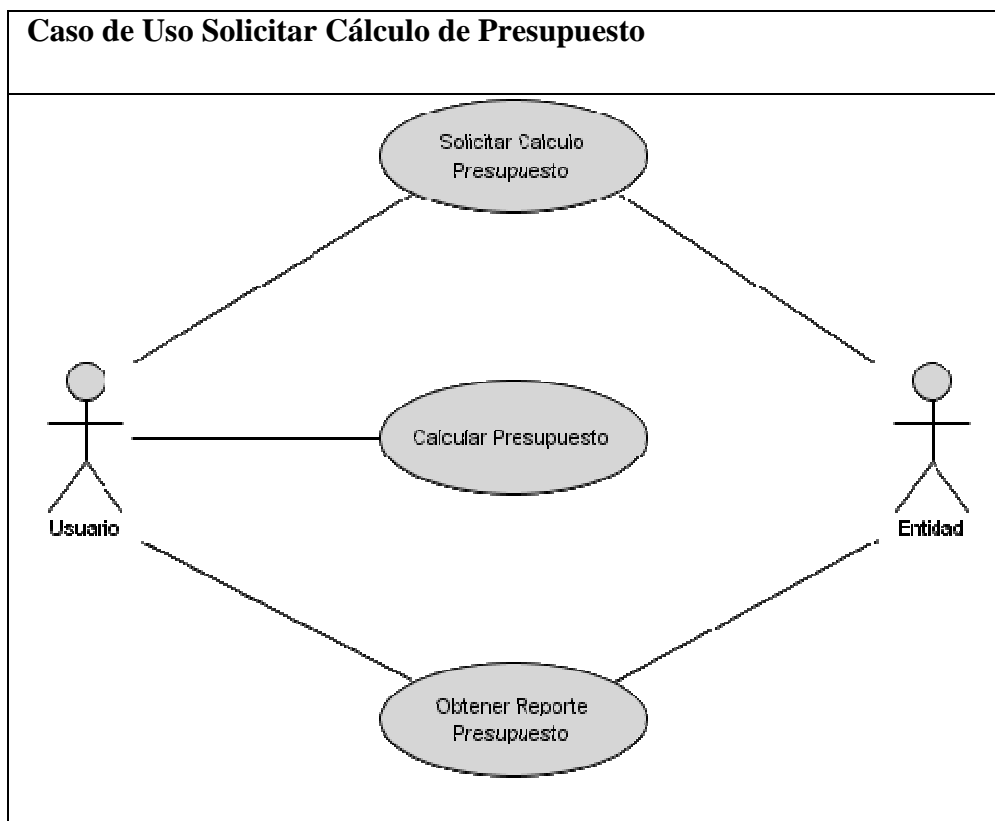 Caso de Uso Solicitar Cálculo de Presupuesto
Solicitar Calculo
Presupuesto
Calcular Presupuesto
Usuario
Entidad
Obtener Reporte
Presupuesto